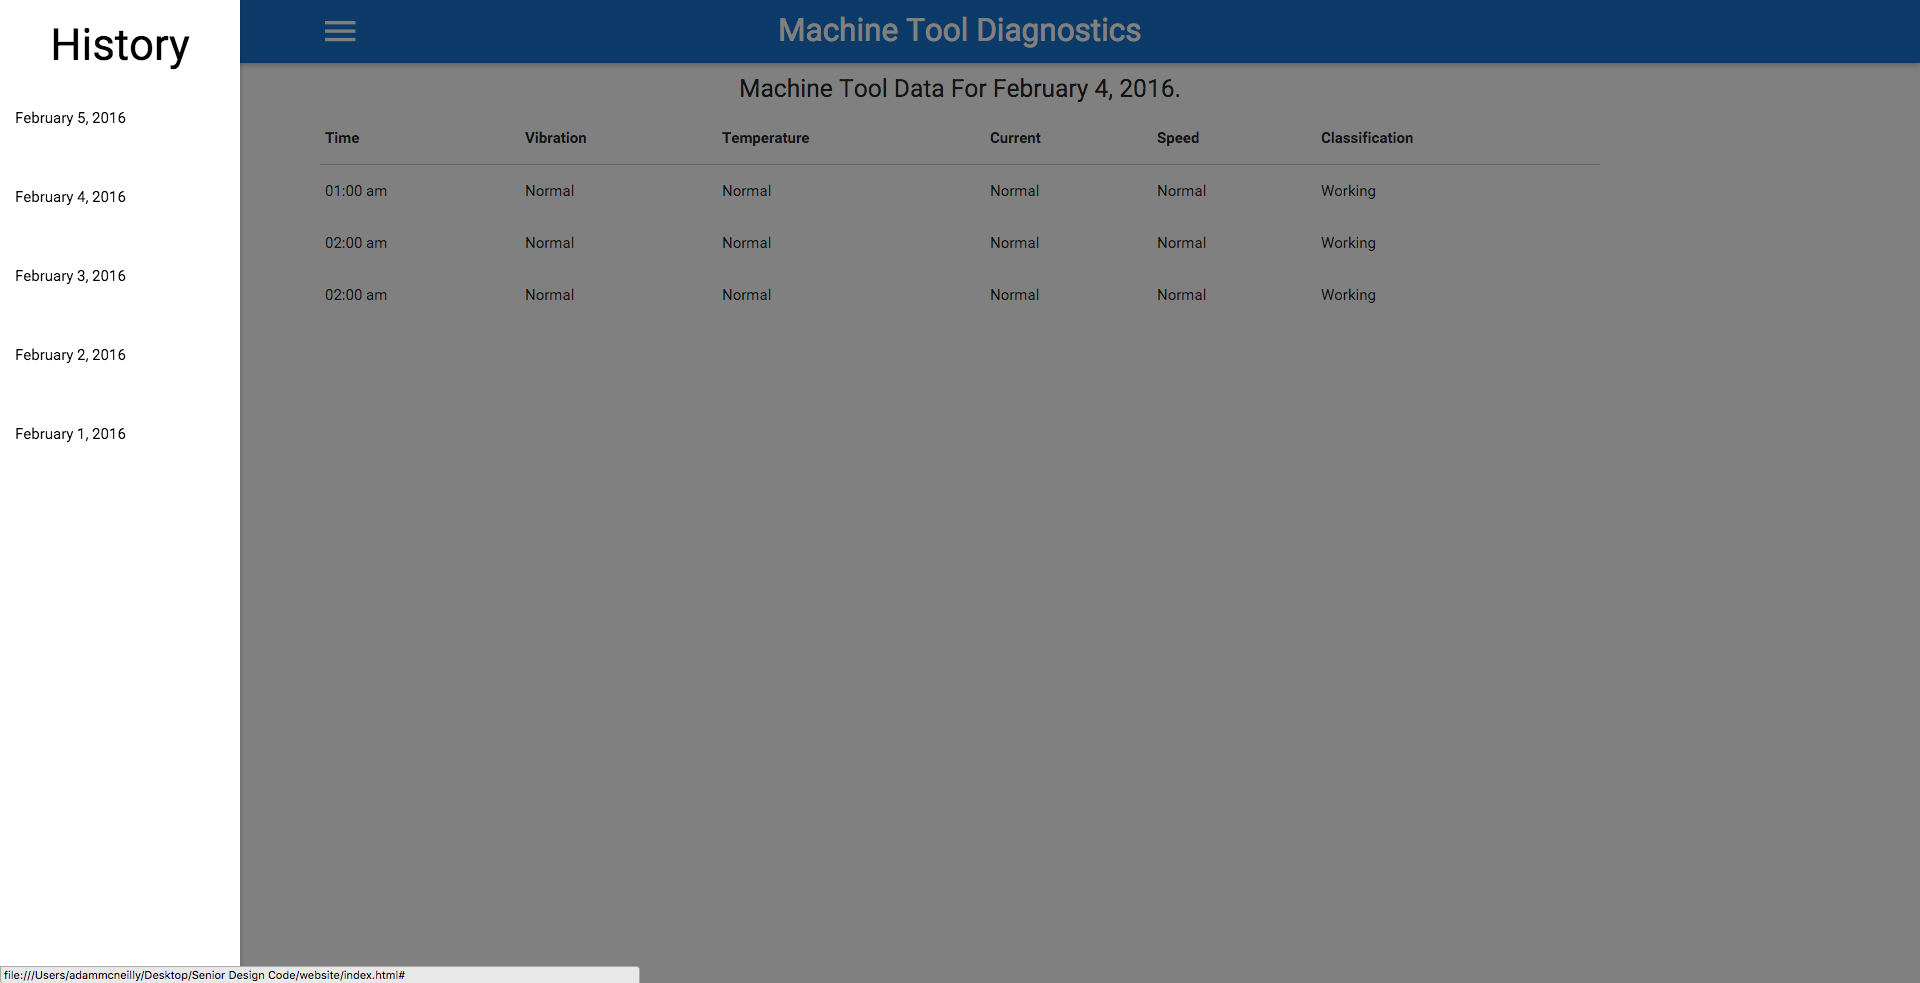 History
February 5, 2016
February 4, 2016
February 3, 2016
February 2, 2016
February 1, 2016
Machine Tool Diagnostics
Machine Tool Data For February 4, 2016.
Time Vibration Temperature Current Speed Classification
01:00 am Normal Normal Normal Normal Working
02:00 am Normal Normal Normal Normal Working
02:00 am Normal Normal Normal Normal Working
file:///Users/adammcneilly/Desktop/Senior Design Code/website/index.html#